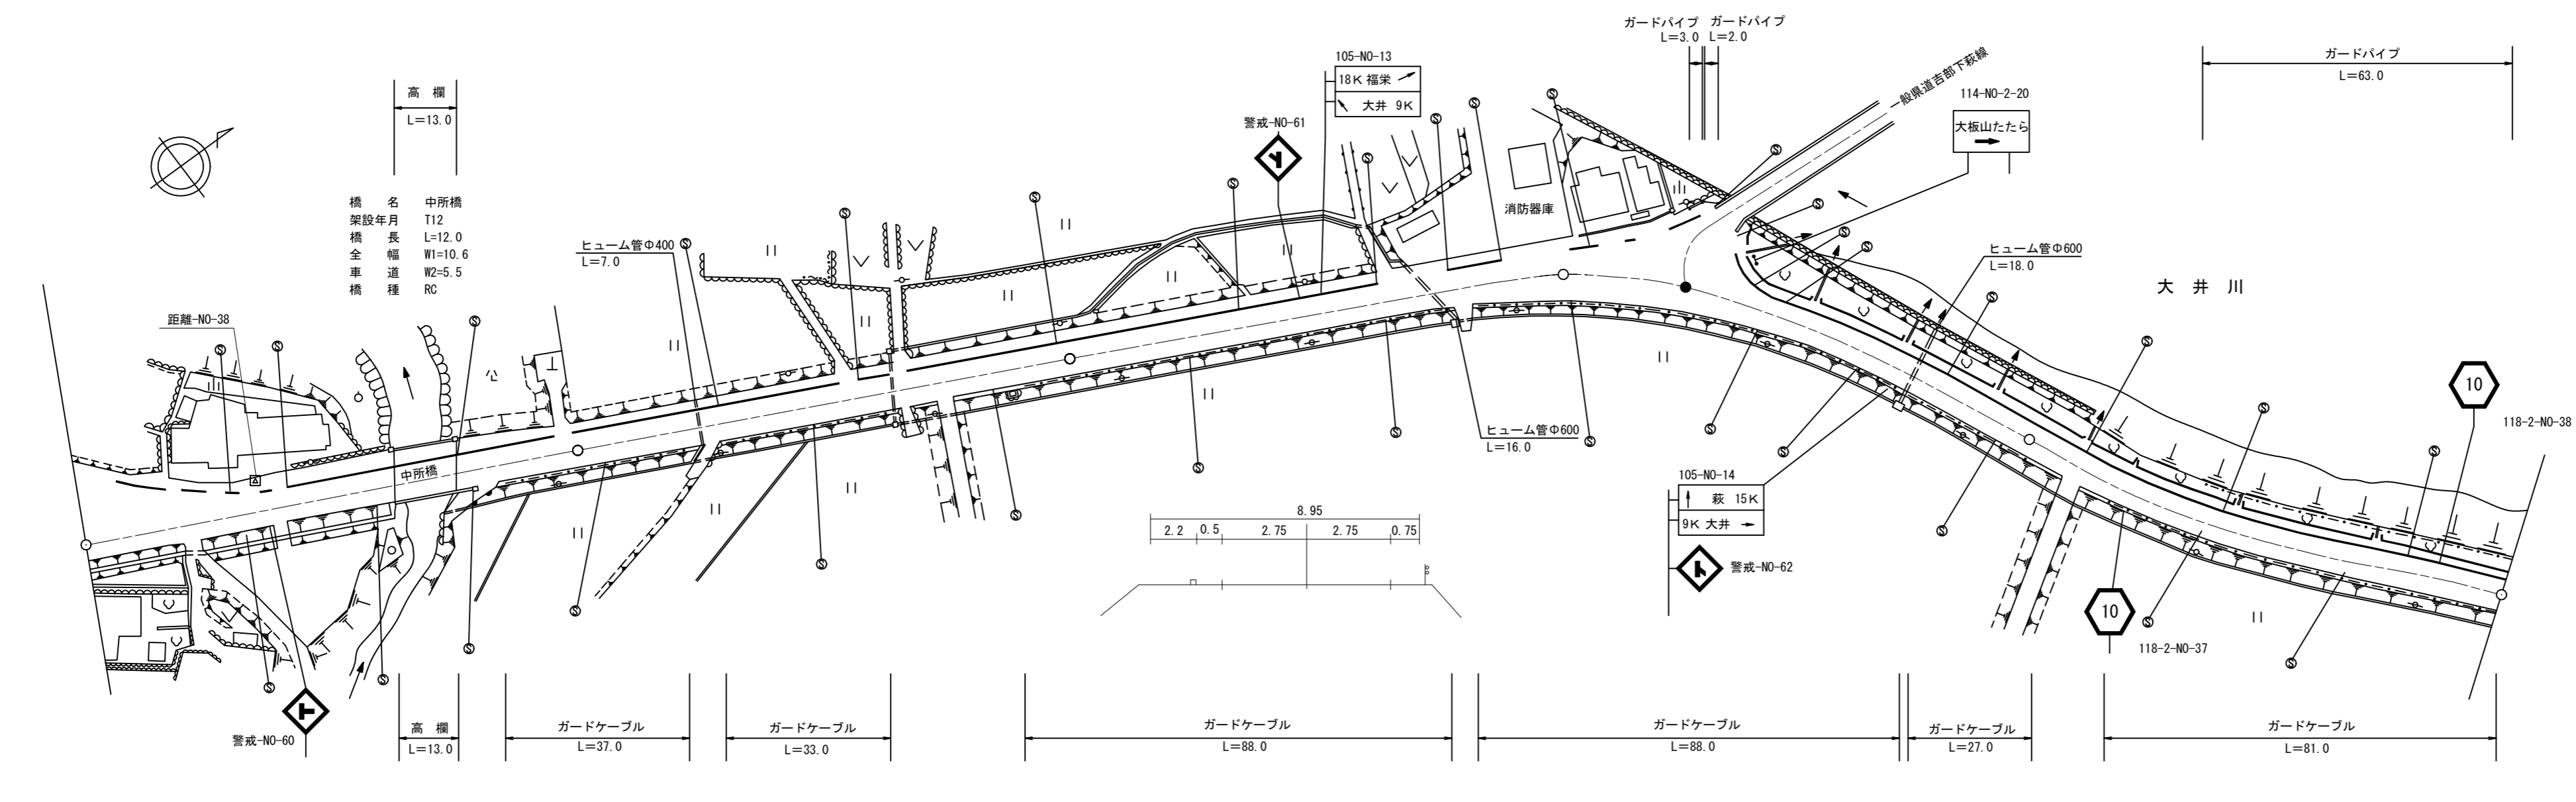 ガードパイプ ガードパイプ
L=3.0 L=2.0
ガードパイプ
L=63.0
一般県道吉部下萩線
114-NO-2-20
大板山たたら
105-NO-13
18K 福栄
大井 9K
警戒-NO-61
高 欄
L=13.0
橋 名 中所橋
架設年月 T12
橋 長 L=12.0
全 幅 W1=10.6
車 道 W2=5.5
橋 種 RC
距離-NO-38
ヒューム管Φ400
L=7.0
消防器庫
ヒューム管Φ600
L=18.0
大 井 川
10
118-2-NO-38
中所橋
ヒューム管Φ600
L=16.0
105-NO-14
萩 15K
9K 大井
警戒-NO-62
8.95
2.2 0.5 2.75 2.75 0.75
10
118-2-NO-37
警戒-NO-60
高 欄
L=13.0
ガードケーブル
L=37.0
ガードケーブル
L=33.0
ガードケーブル
L=88.0
ガードケーブル
L=88.0
ガードケーブル
L=27.0
ガードケーブル
L=81.0